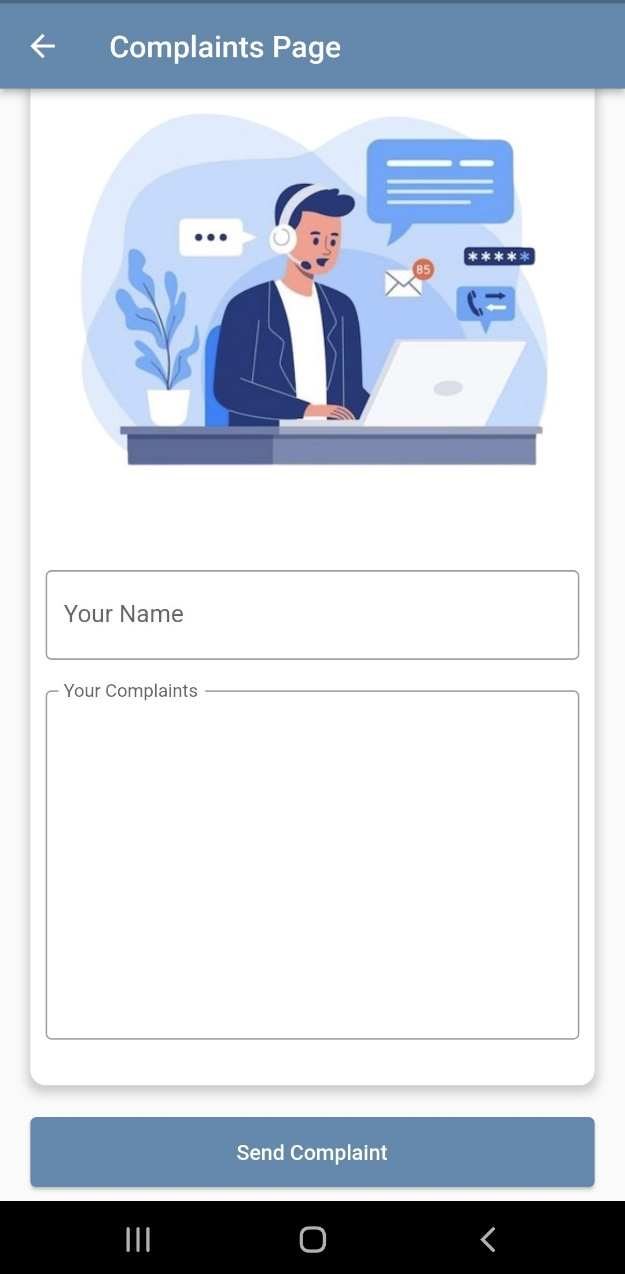 Complaints Page
85
*****
Your Name
Your Complaints
Send Complaint